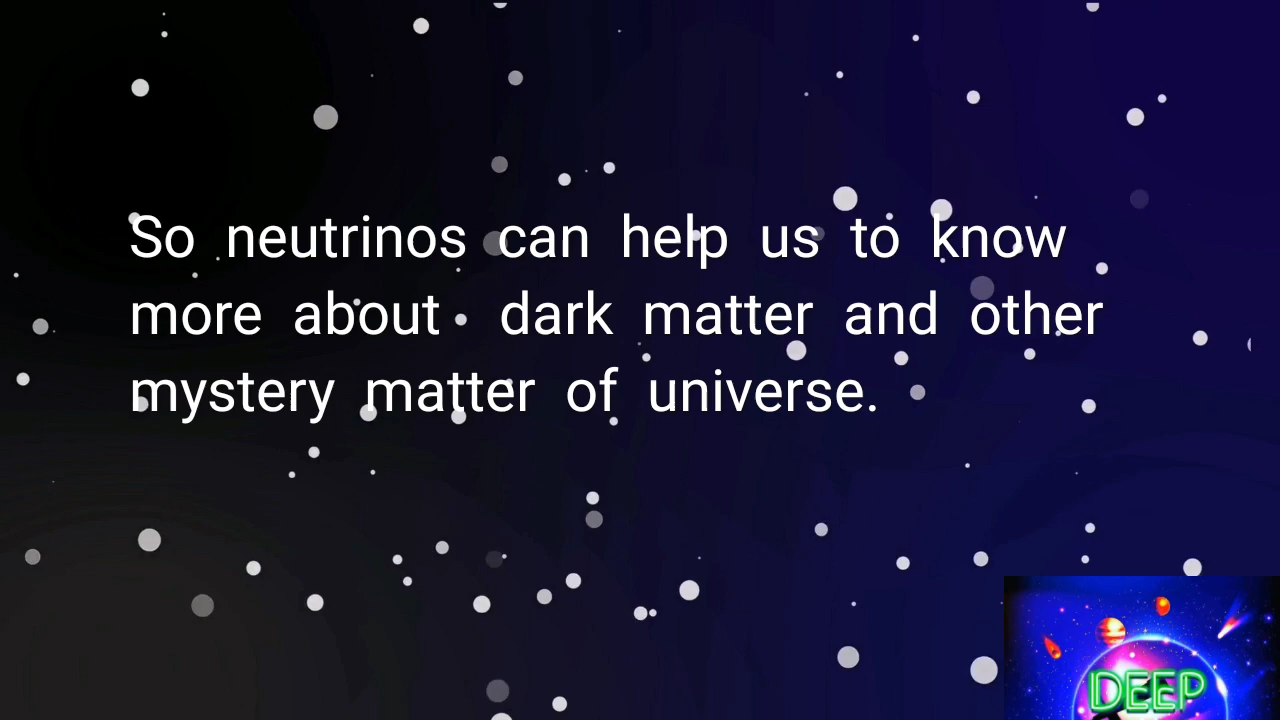 So neutrinos can help us to know
more about dark matter and other
mystery matter of universe.
DEEP